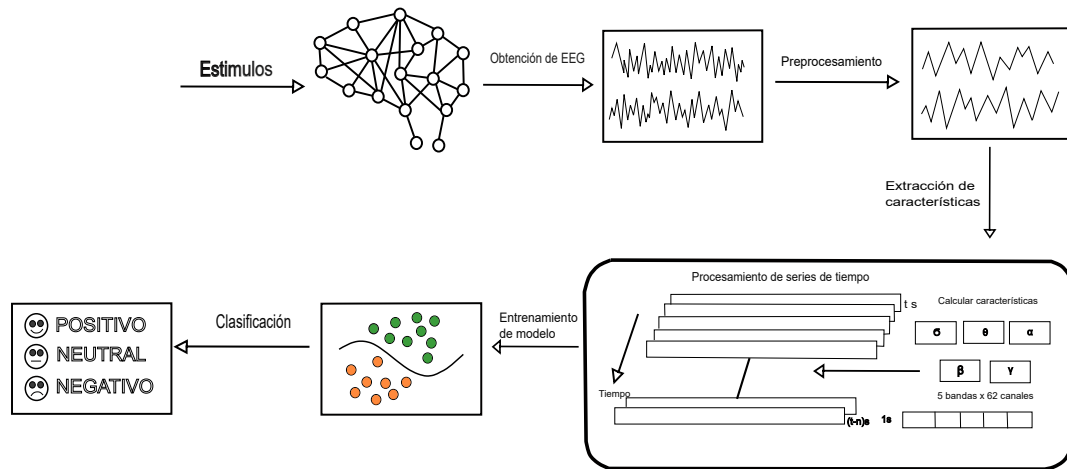 Estimulos
Obtención de EEG
Preprocesamiento
Extracción de
características
Procesamiento de series de tiempo
t s
Calcular características
σ θ α
β γ
5 bandas x 62 canales
1s
Tiempo
(t-n)s
Entrenamiento
de modelo
Clasificación
POSITIVO
NEUTRAL
NEGATIVO